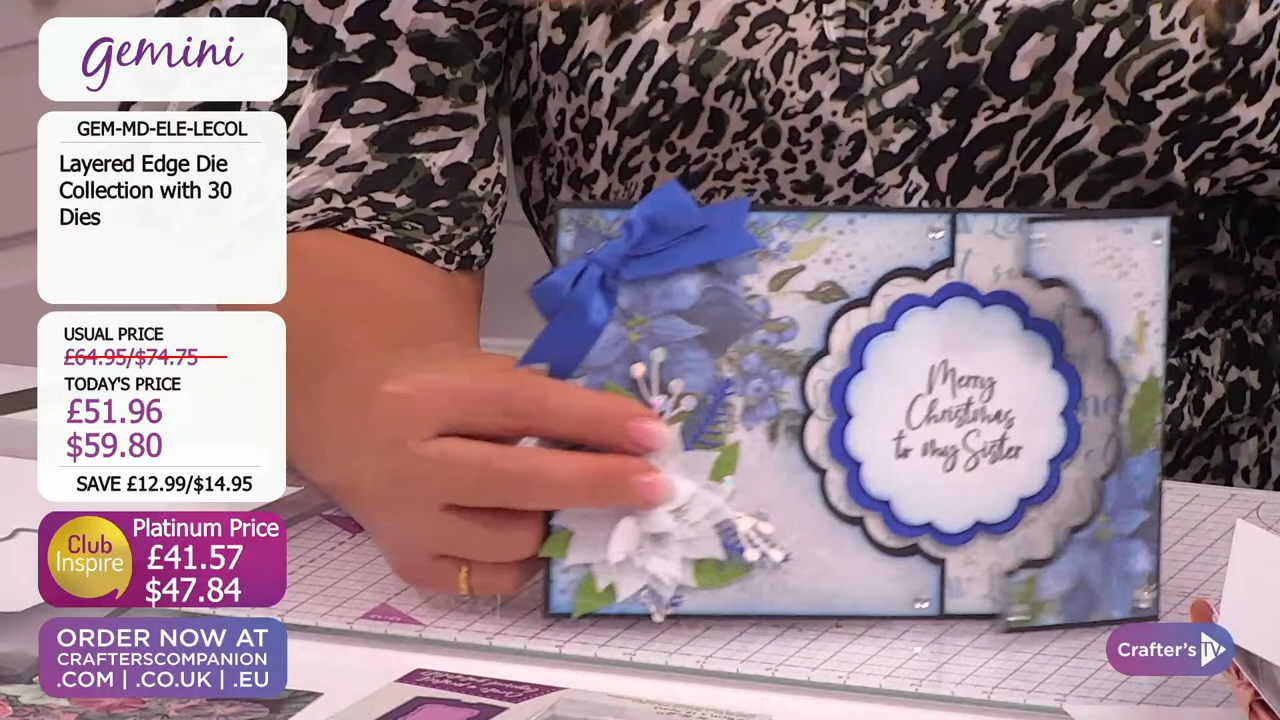 gemini
GEM-MD-ELE-LECOL
Layered Edge Die
Collection with 30
Dies
USUAL PRICE
£64.95/$74.75
TODAY'S PRICE
£51.96
$59.80
SAVE £12.99/$14.95
Club
Inspire
Platinum Price
£41.57
$47.84
ORDER NOW AT
CRAFTERSCOMPANION
.COM | .CO.UK | .EU
Merry
Christmas
to my Sister
Crafter's TV